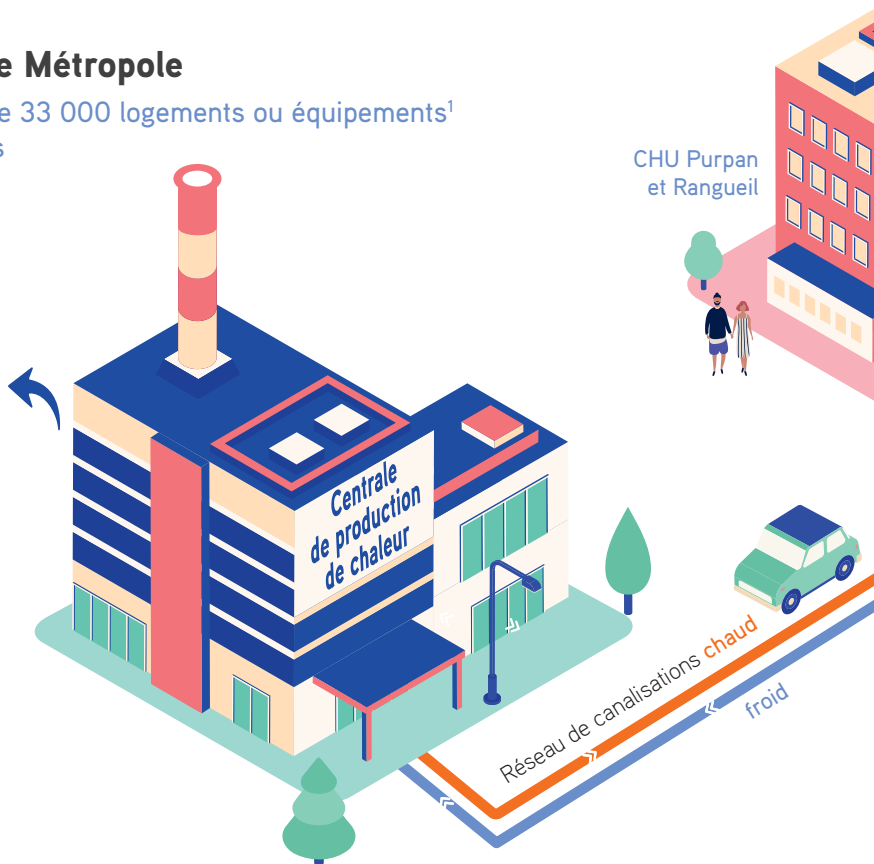 e Métropole
e 33 000 logements ou équipements¹
s
CHU Purpan
et Rangueil
Centrale
de production
de chaleur
Réseau de canalisations chaud
froid